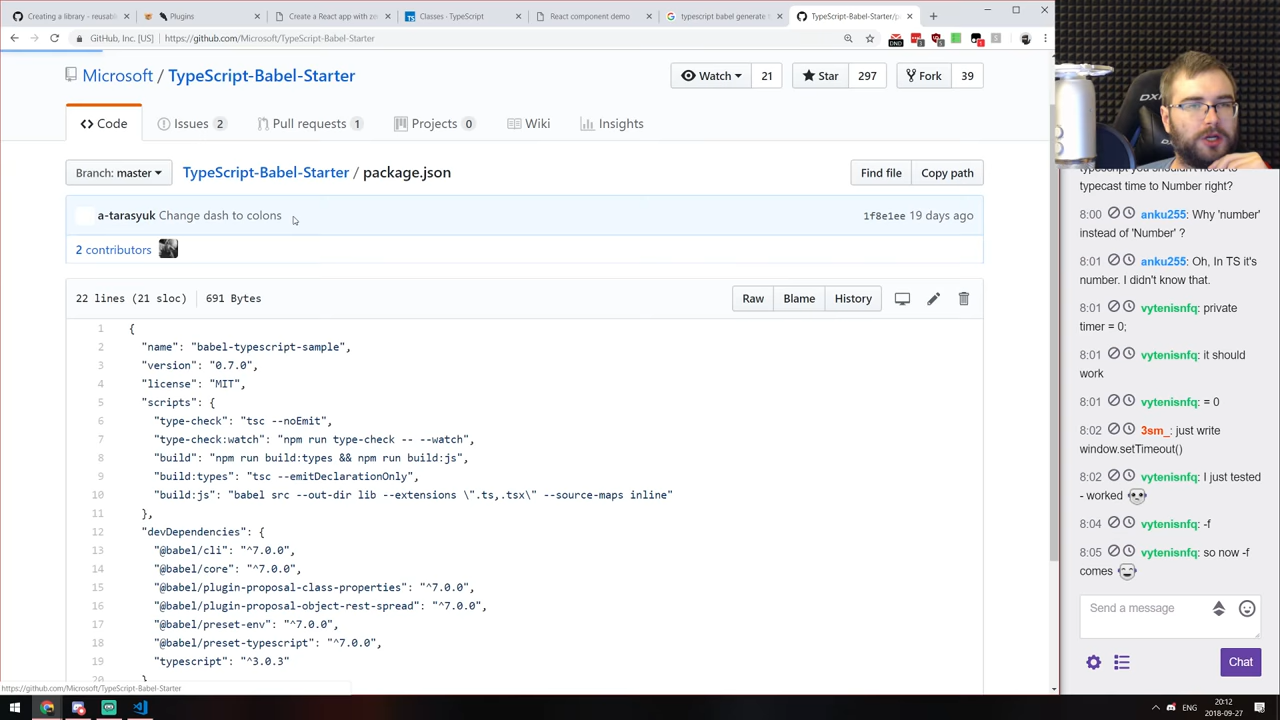 Creating a library - reusable
Plugins
Create a React app with ze
Classes - TypeScript
React component demo
typescript babel generate t
TypeScript-Babel-Starter/p
GitHub, Inc. [US]
https://github.com/Microsoft/TypeScript-Babel-Starter
Microsoft / TypeScript-Babel-Starter
Watch 21
Star 297
Fork 39
Code
Issues 2
Pull requests 1
Projects 0
Wiki
Insights
Branch: master
TypeScript-Babel-Starter / package.json
Find file
Copy path
a-tarasyuk Change dash to colons
1f8e1ee 19 days ago
2 contributors
22 lines (21 sloc)
691 Bytes
Raw
Blame
History
1 {
2 "name": "babel-typescript-sample",
3 "version": "0.7.0",
4 "license": "MIT",
5 "scripts": {
6 "type-check": "tsc --noEmit",
7 "type-check:watch": "npm run type-check -- --watch",
8 "build": "npm run build:types && npm run build:js",
9 "build:types": "tsc --emitDeclarationOnly",
10 "build:js": "babel src --out-dir lib --extensions \".ts,.tsx\" --source-maps inline"
11 },
12 "devDependencies": {
13 "@babel/cli": "^7.0.0",
14 "@babel/core": "^7.0.0",
15 "@babel/plugin-proposal-class-properties": "^7.0.0",
16 "@babel/plugin-proposal-object-rest-spread": "^7.0.0",
17 "@babel/preset-env": "^7.0.0",
18 "@babel/preset-typescript": "^7.0.0",
19 "typescript": "^3.0.3"
20 }
https://github.com/Microsoft/TypeScript-Babel-Starter
typescript you shouldn't need to
typecast time to Number right?
8:00 anku255: Why 'number'
instead of 'Number' ?
8:01 anku255: Oh, In TS it's
number. I didn't know that.
8:01 vytenisnfq: private
timer = 0;
8:01 vytenisnfq: it should
work
8:01 vytenisnfq: = 0
8:02 3sm_: just write
window.setTimeout()
8:02 vytenisnfq: I just tested
- worked
8:04 vytenisnfq: -f
8:05 vytenisnfq: so now -f
comes
Send a message
Chat
ENG
20:12
2018-09-27